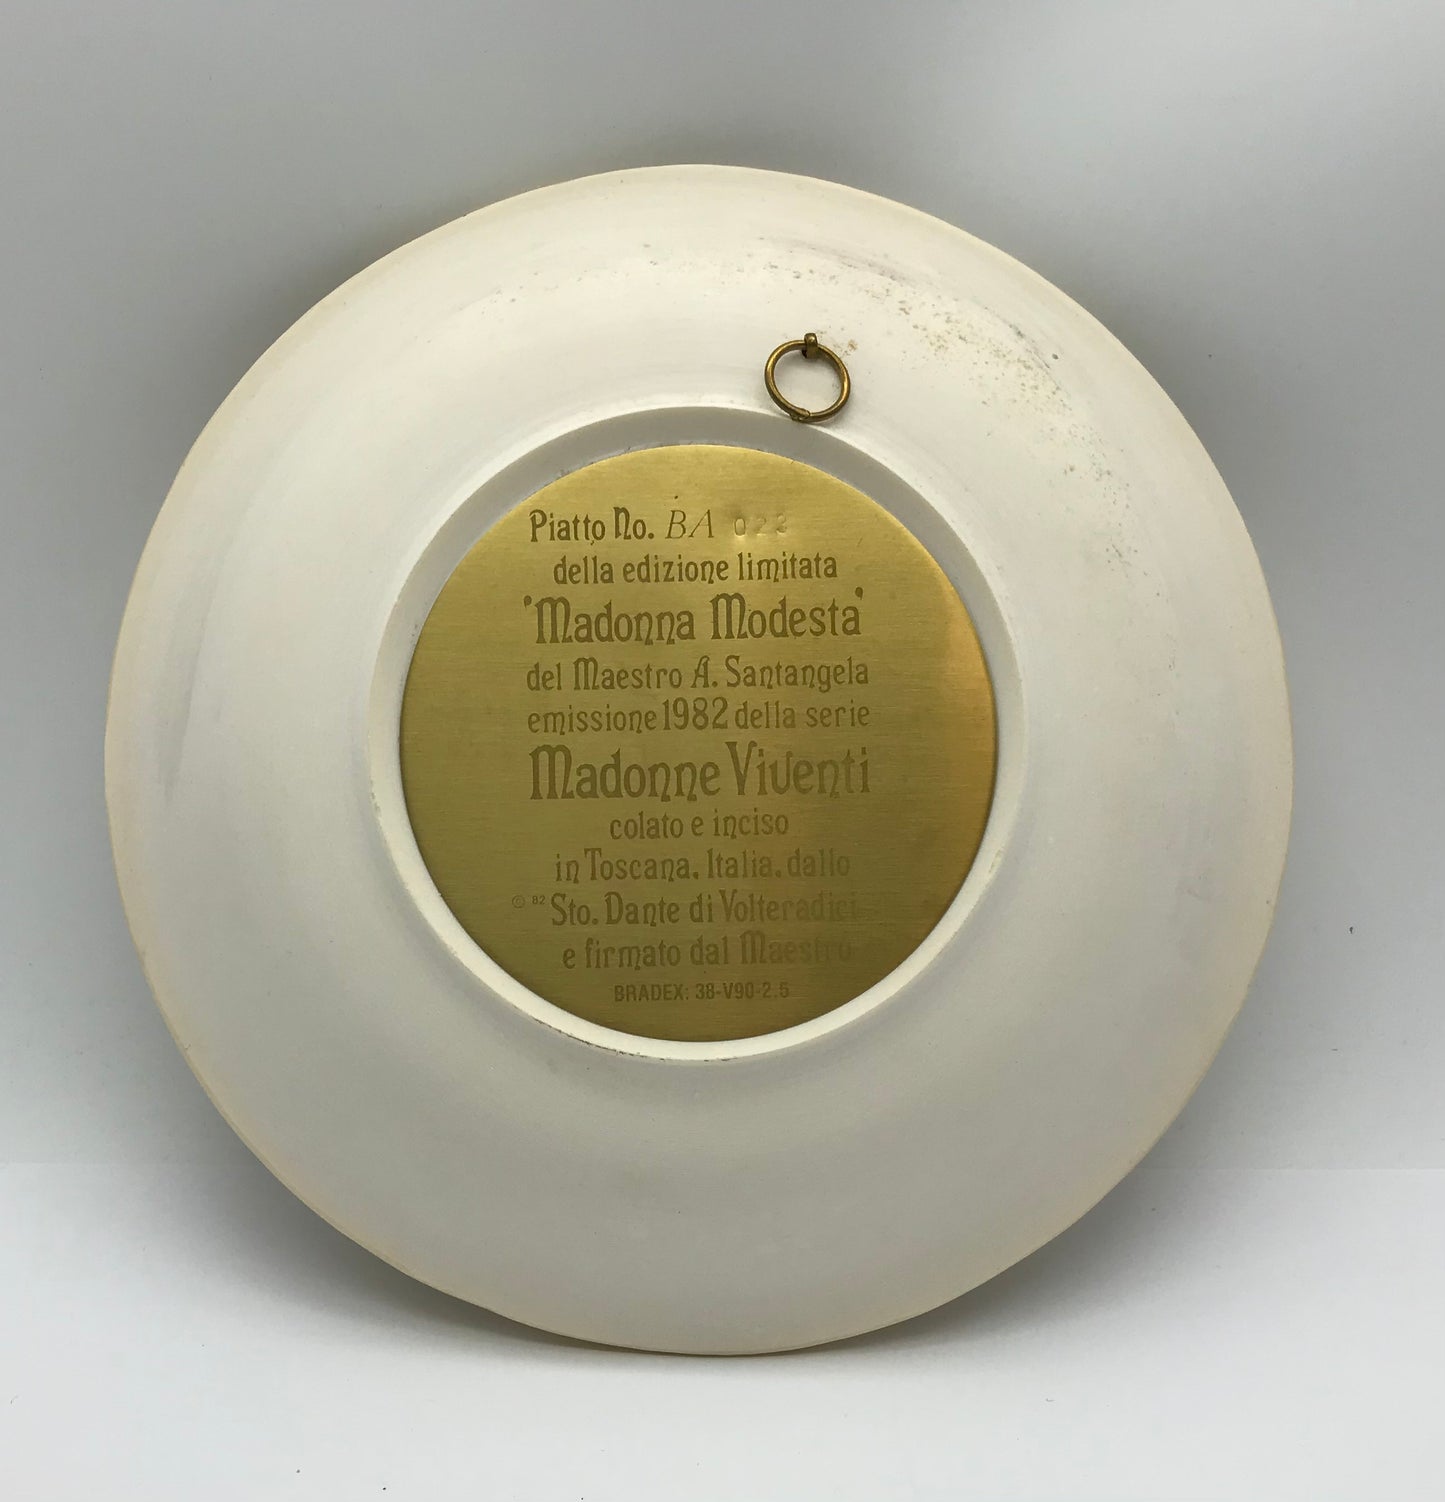 Piatto No. BA 023
della edizione limitata
'Madonna Modesta'
del Maestro A. Santangela
emissione 1982 della serie
Madonne Viventi
colato e inciso
in Toscana, Italia, dallo
© 82 Sto. Dante di Volteradici
e firmato dal Maestro
BRADEX: 38-V90-2.5